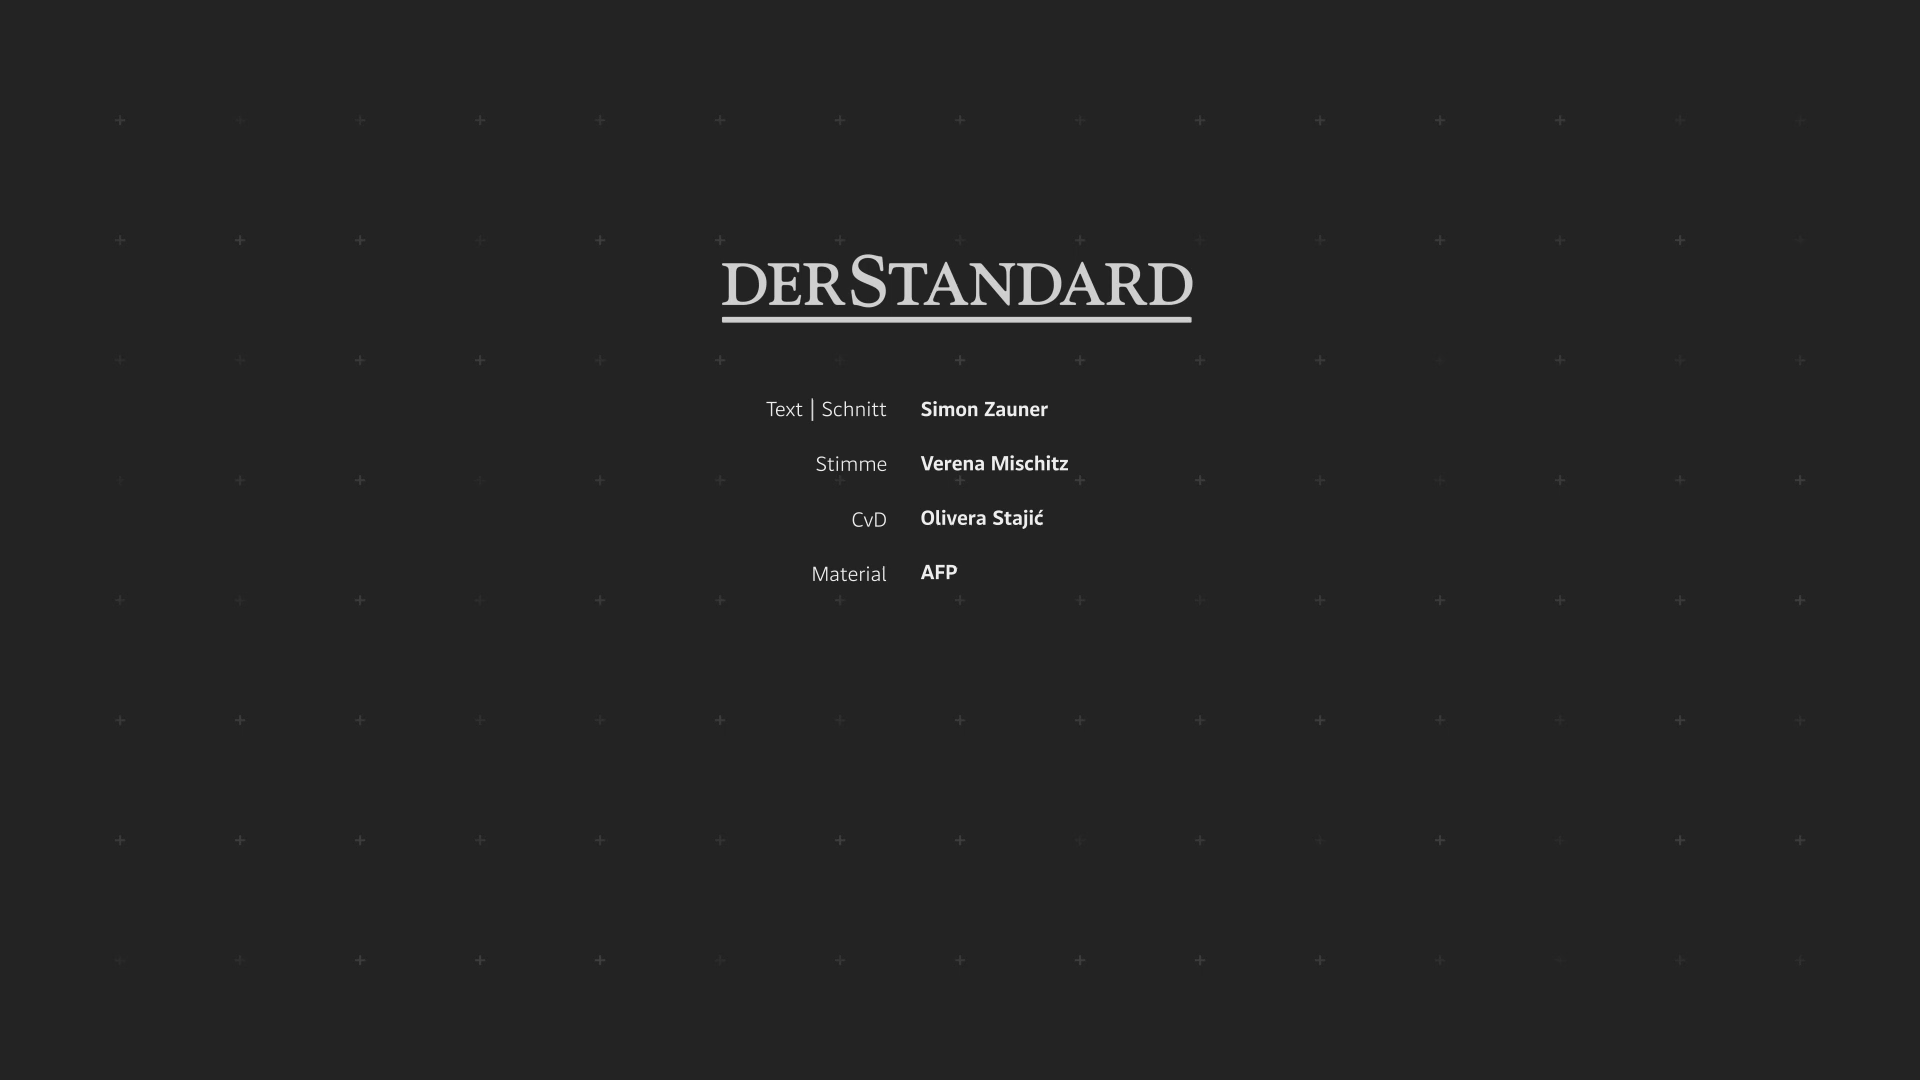 DERSTANDARD
Text | Schnitt Simon Zauner
Stimme Verena Mischitz
CvD Olivera Stajić
Material AFP